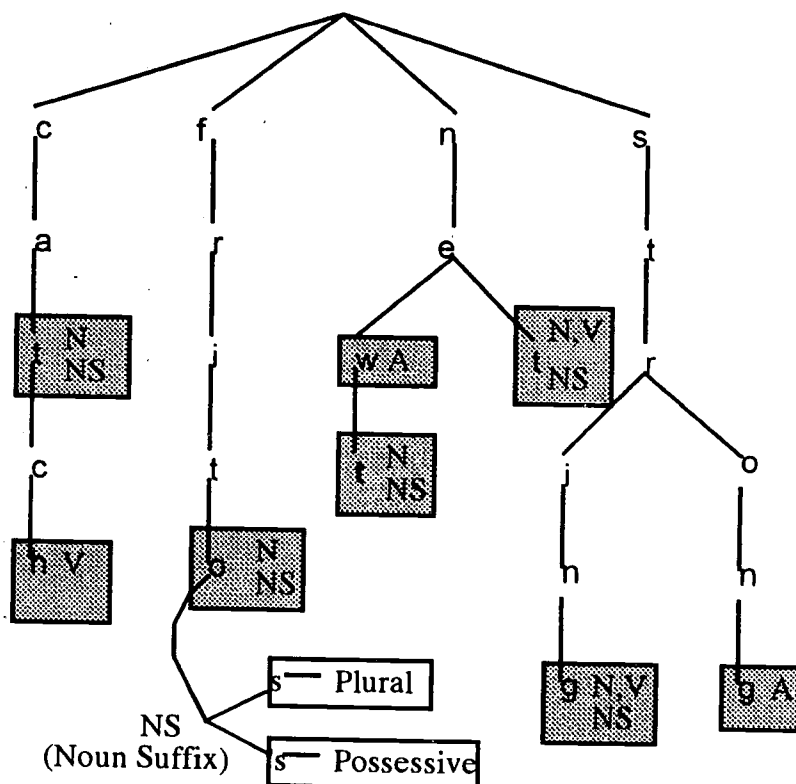 c f n s
a r e t
t N
NS
j
w A
t N,V
NS
r
c
t
t N
NS
j
o
h V
o N
NS
n
n
s — Plural
g N,V
NS
g A
NS
(Noun Suffix)
s — Possessive